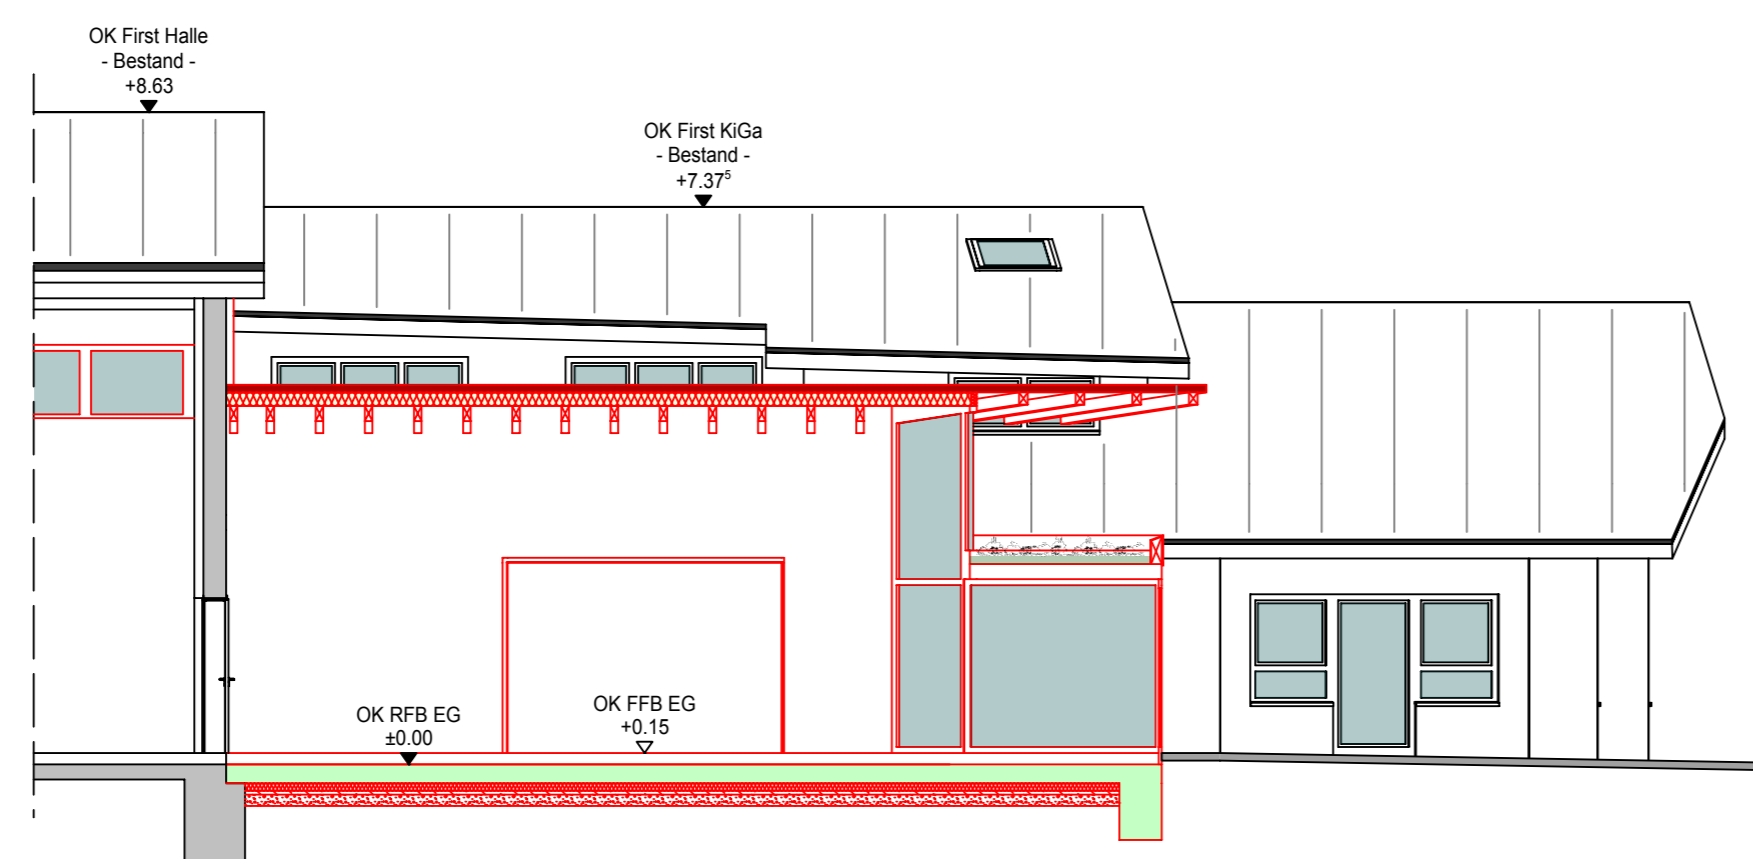 OK First Halle
- Bestand -
+8.63
OK First KiGa
- Bestand -
+7.37⁵
OK RFB EG
±0.00
OK FFB EG
+0.15